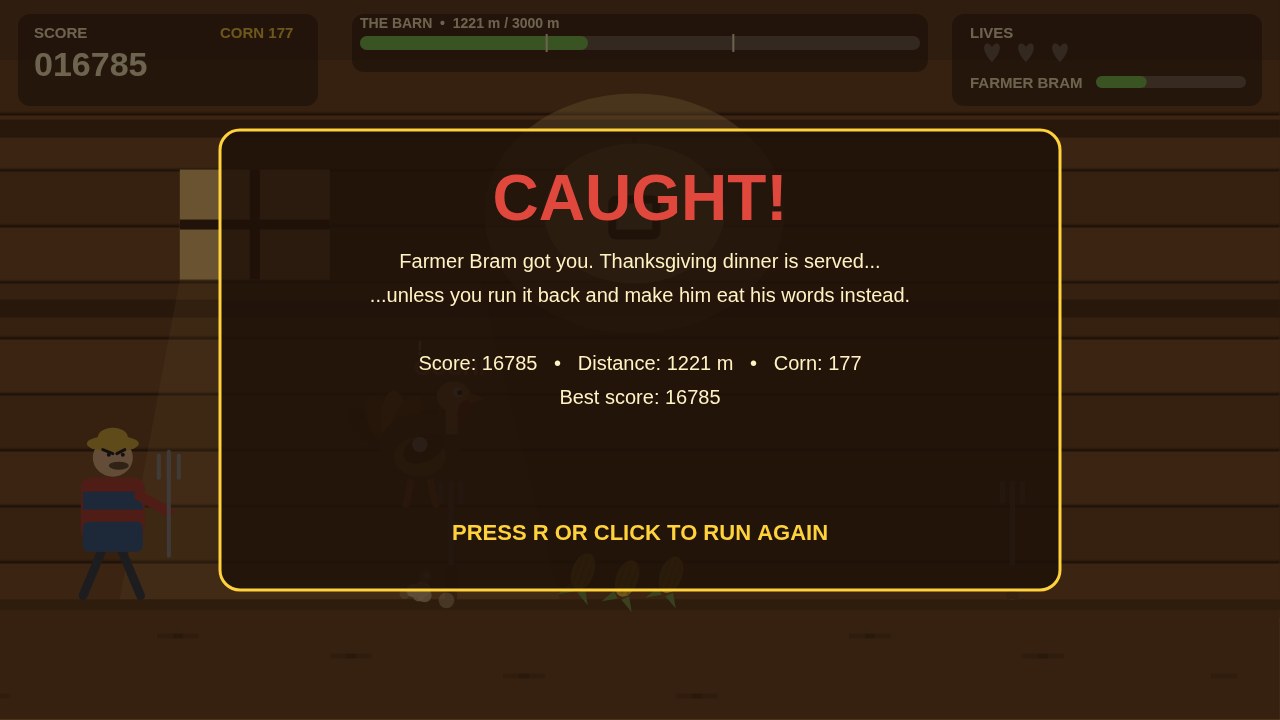 SCORE CORN 177
016785
THE BARN • 1221 m / 3000 m
LIVES
FARMER BRAM
CAUGHT!
Farmer Bram got you. Thanksgiving dinner is served...
...unless you run it back and make him eat his words instead.
Score: 16785 • Distance: 1221 m • Corn: 177
Best score: 16785
PRESS R OR CLICK TO RUN AGAIN